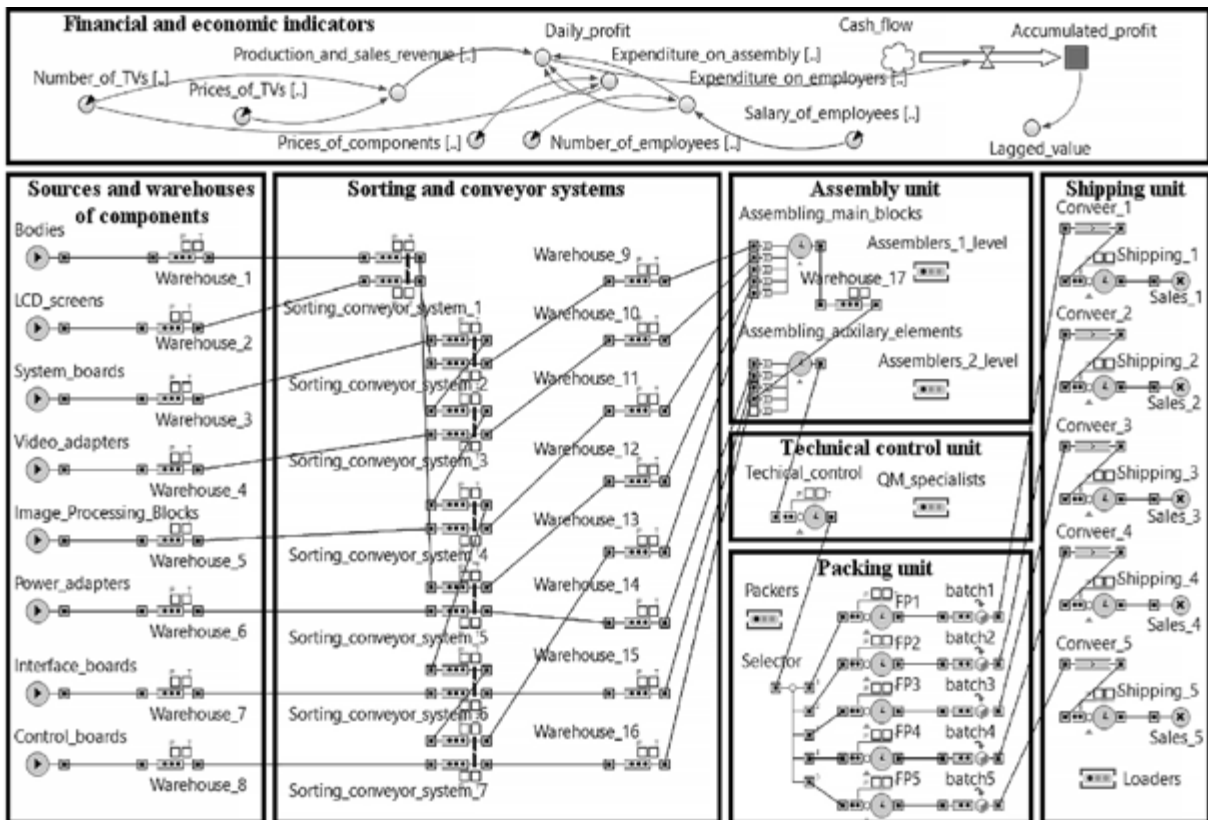 Financial and economic indicators
Cash_flow
Daily_profit
Accumulated_profit
Production_and_sales_revenue [..]
Expenditure_on_assembly [..]
Number_of_TVs [..]
Prices_of_TVs [..]
Expenditure_on_employers [..]
Salary_of_employees [..]
Prices_of_components [..]
Number_of_employees [..]
Lagged_value
Sources and warehouses
of components
Bodies
Warehouse_1
LCD_screens
Warehouse_2
System_boards
Warehouse_3
Video_adapters
Warehouse_4
Image_Processing_Blocks
Warehouse_5
Power_adapters
Warehouse_6
Interface_boards
Warehouse_7
Control_boards
Warehouse_8
Sorting and conveyor systems
Warehouse_9
Sorting_conveyor_system_1
Warehouse_10
Sorting_conveyor_system_2
Warehouse_11
Sorting_conveyor_system_3
Warehouse_12
Warehouse_13
Sorting_conveyor_system_4
Warehouse_14
Sorting_conveyor_system_5
Warehouse_15
Sorting_conveyor_system_6
Warehouse_16
Sorting_conveyor_system_7
Assembly unit
Assembling_main_blocks
Assemblers_1_level
Warehouse_17
Assembling_auxilary_elements
Assemblers_2_level
Technical control unit
Techical_control
QM_specialists
Packing unit
Packers
FP1
batch1
FP2
batch2
Selector
FP3
batch3
FP4
batch4
FP5
batch5
Shipping unit
Conveer_1
Shipping_1
Sales_1
Conveer_2
Shipping_2
Sales_2
Conveer_3
Shipping_3
Sales_3
Conveer_4
Shipping_4
Sales_4
Conveer_5
Shipping_5
Sales_5
Loaders